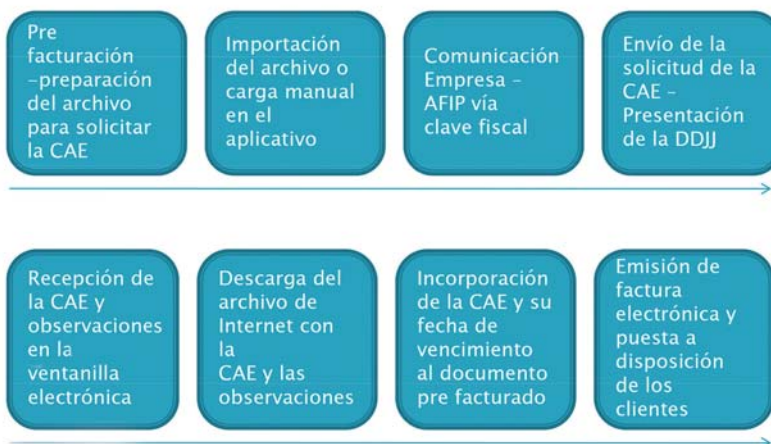 Pre
facturación
–preparación
del archivo
para solicitar
la CAE
Importación
del archivo o
carga manual
en el
aplicativo
Comunicación
Empresa –
AFIP vía
clave fiscal
Envío de la
solicitud de la
CAE –
Presentación
de la DDJJ
Recepción de
la CAE y
observaciones
en la
ventanilla
electrónica
Descarga del
archivo de
Internet con
la
CAE y las
observaciones
Incorporación
de la CAE y su
fecha de
vencimiento
al documento
pre facturado
Emisión de
factura
electrónica y
puesta a
disposición
de los
clientes